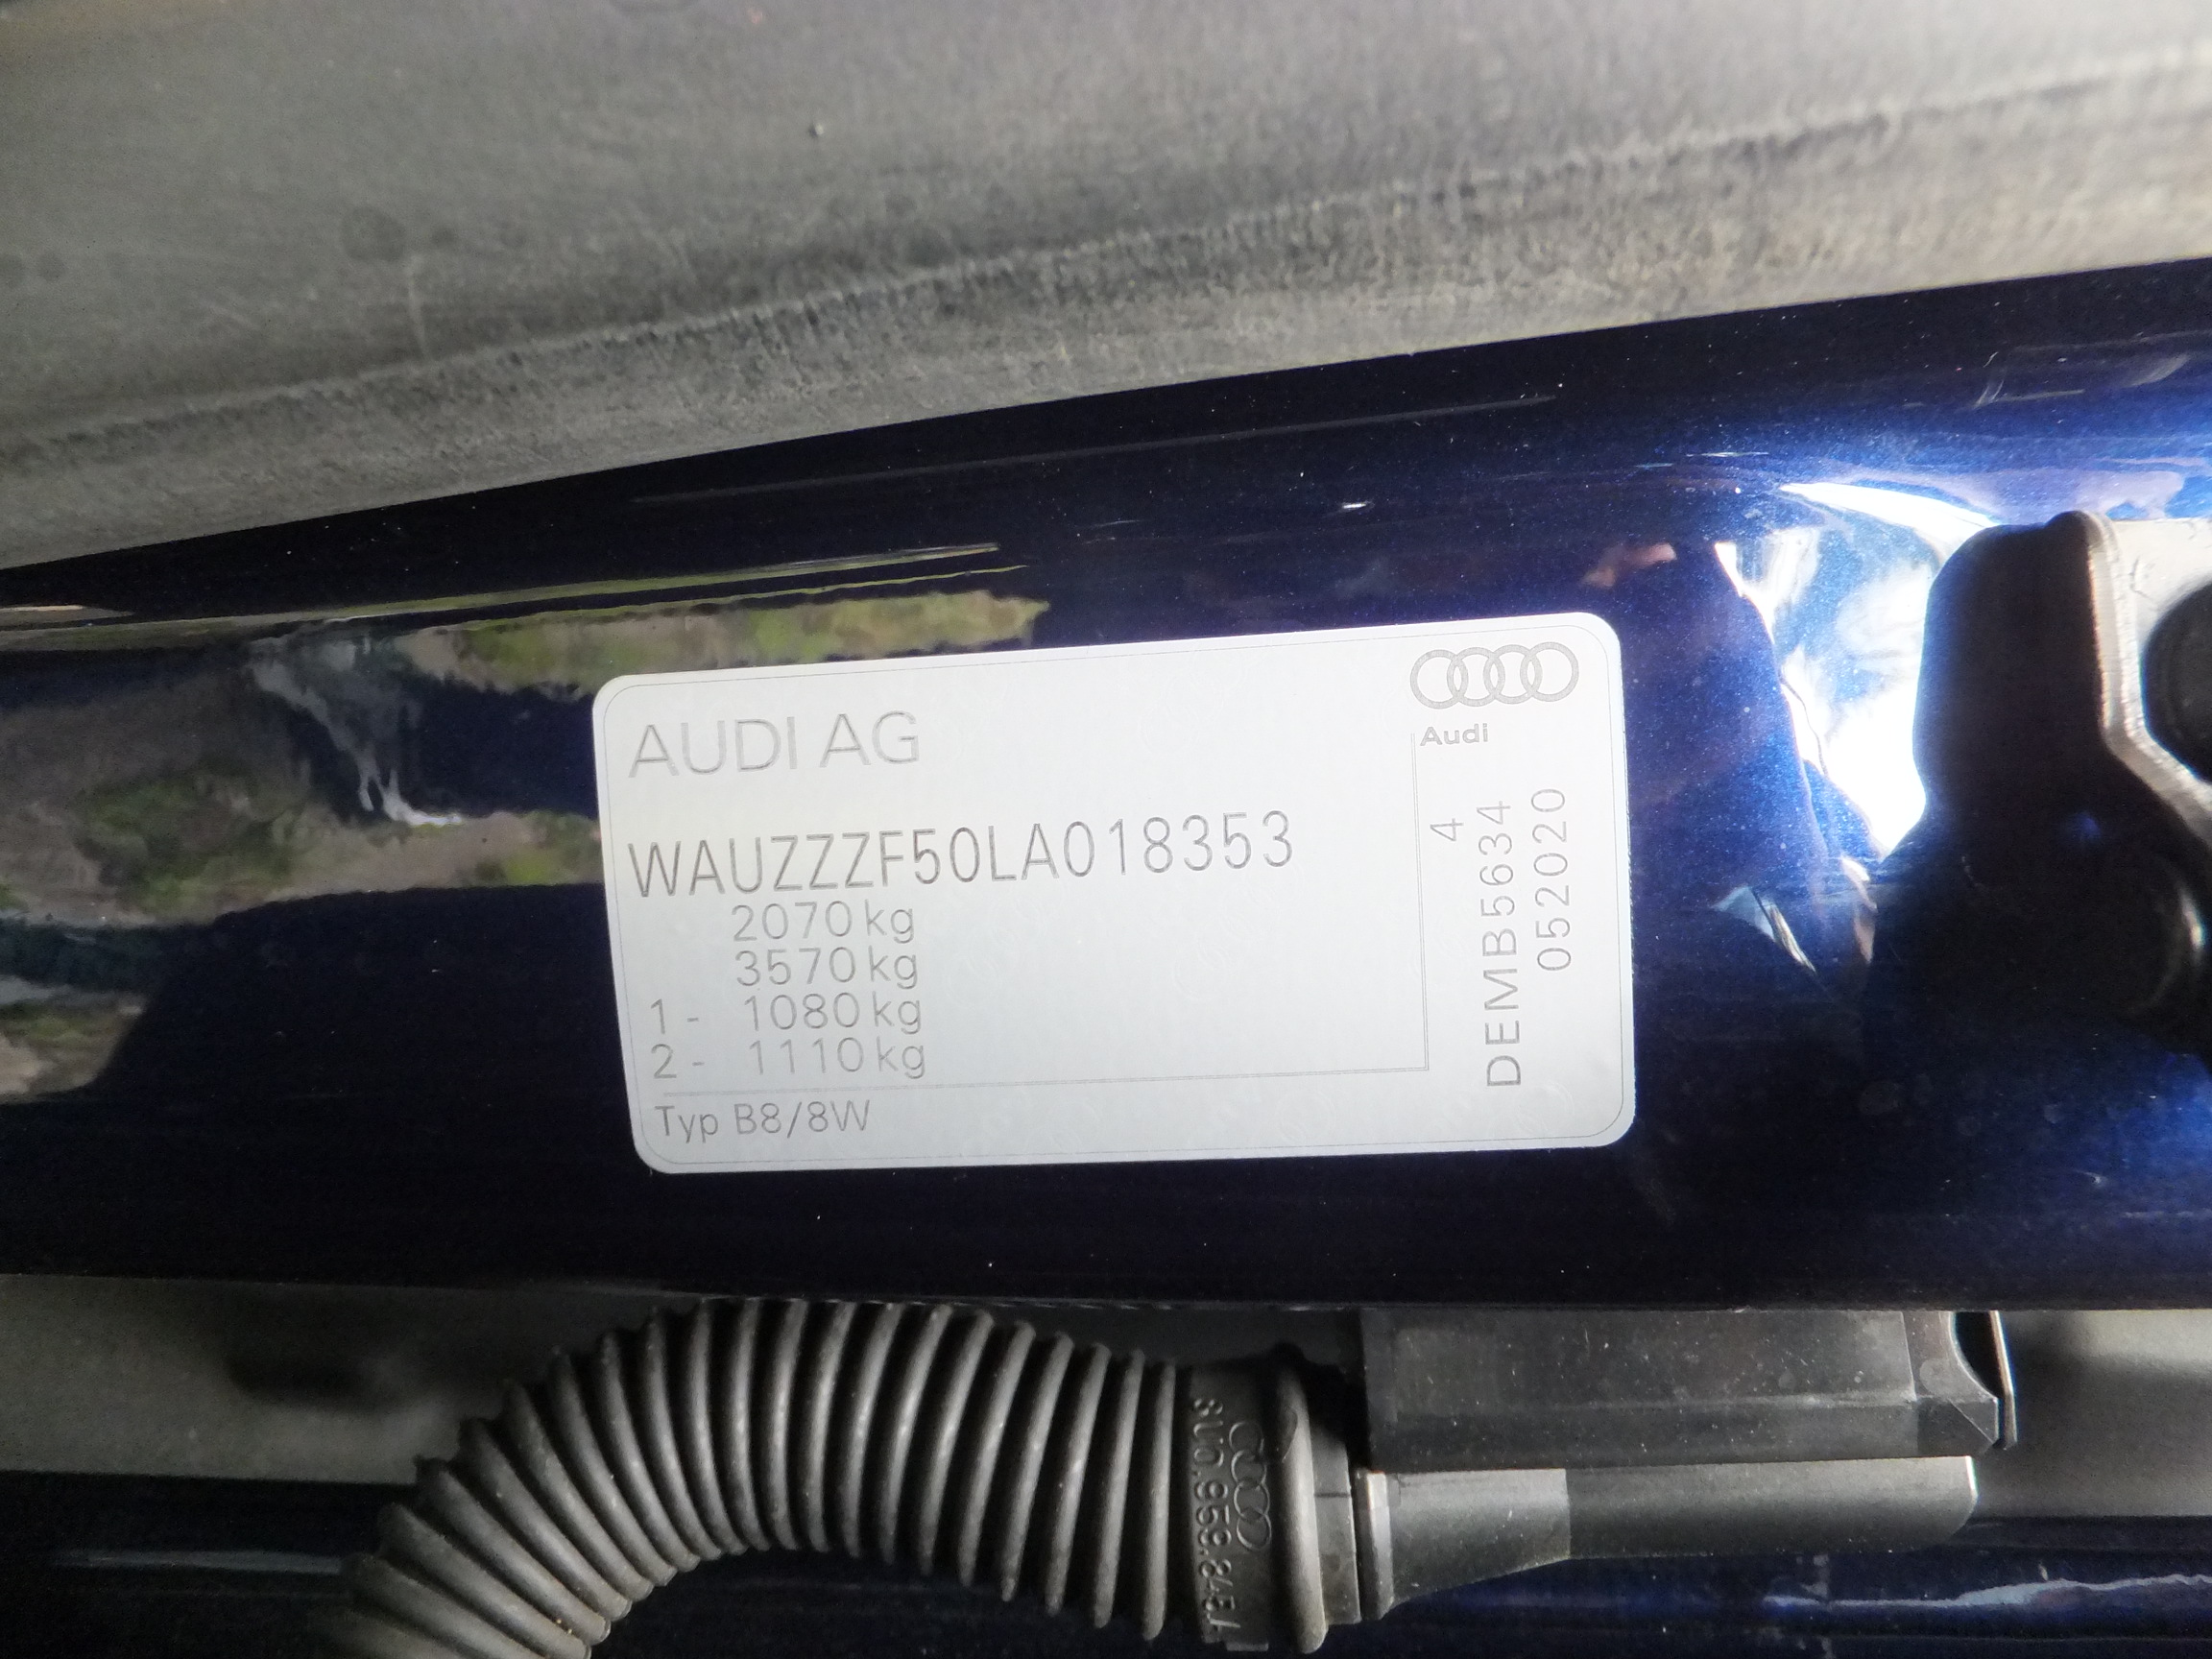 AUDI AG
Audi
WAUZZZF50LA018353
2070 kg
3570 kg
1 - 1080 kg
2 - 1110 kg
Typ B8/8W
4
DEMB5634
052020